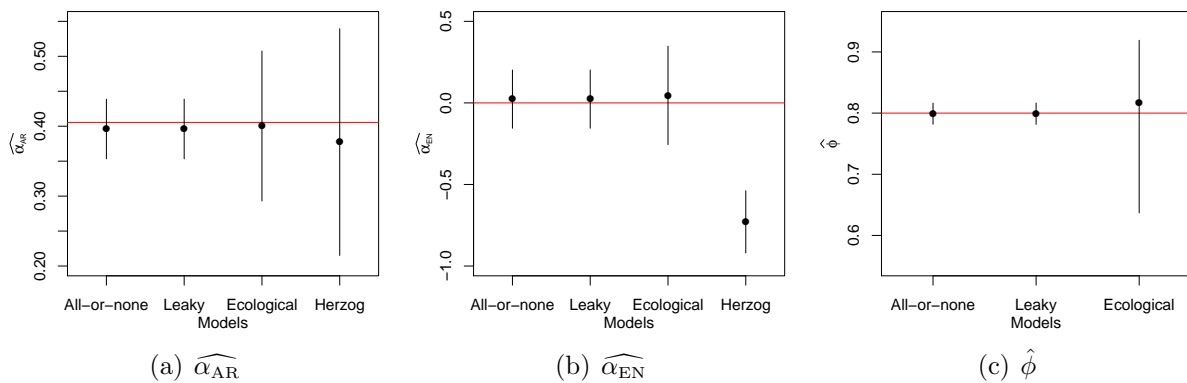 0.20 0.30 0.40 0.50
α̂_AR
All−or−none Leaky Ecological Herzog
Models
(a) α̂_AR
−1.0 −0.5 0.0 0.5
α̂_EN
All−or−none Leaky Ecological Herzog
Models
(b) α̂_EN
0.6 0.7 0.8 0.9
ϕ̂
All−or−none Leaky Ecological
Models
(c) ϕ̂